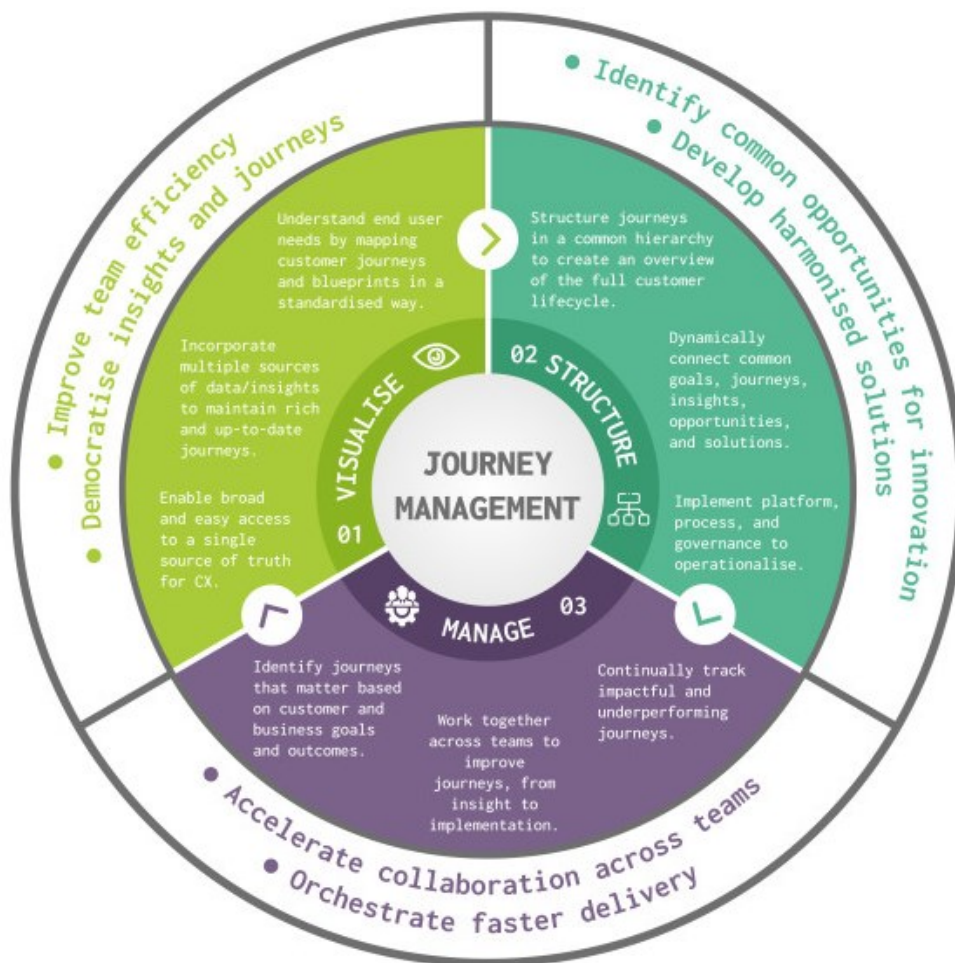 JOURNEY
MANAGEMENT
01
VISUALISE
Understand end user
needs by mapping
customer journeys
and blueprints in a
standardised way.
Incorporate
multiple sources
of data/insights
to maintain rich
and up-to-date
journeys.
Enable broad
and easy access
to a single
source of truth
for CX.
• Improve team efficiency
• Democratise insights and journeys
02
STRUCTURE
Structure journeys
in a common hierarchy
to create an overview
of the full customer
lifecycle.
Dynamically
connect common
goals, journeys,
insights,
opportunities,
and solutions.
Implement platform,
process, and
governance to
operationalise.
• Identify common opportunities for innovation
• Develop harmonised solutions
03
MANAGE
Continually track
impactful and
underperforming
journeys.
Work together
across teams to
improve
journeys, from
insight to
implementation.
Identify journeys
that matter based
on customer and
business goals
and outcomes.
• Accelerate collaboration across teams
• Orchestrate faster delivery